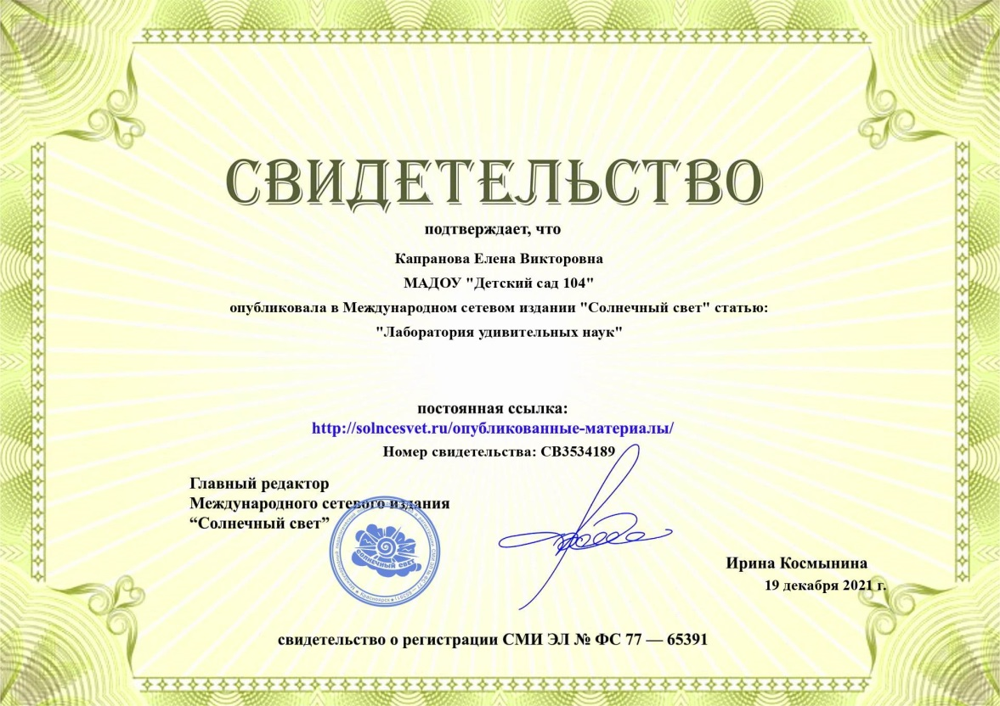 СВИДЕТЕЛЬСТВО
подтверждает, что
Капранова Елена Викторовна
МАДОУ "Детский сад 104"
опубликовала в Международном сетевом издании "Солнечный свет" статью:
"Лаборатория удивительных наук"
постоянная ссылка:
http://solncesvet.ru/опубликованные-материалы/
Номер свидетельства: СВ3534189
Главный редактор
Международного сетевого издания
“Солнечный свет”
СОЛНЕЧНЫЙ СВЕТ
Ирина Космынина
19 декабря 2021 г.
свидетельство о регистрации СМИ ЭЛ № ФС 77 — 65391